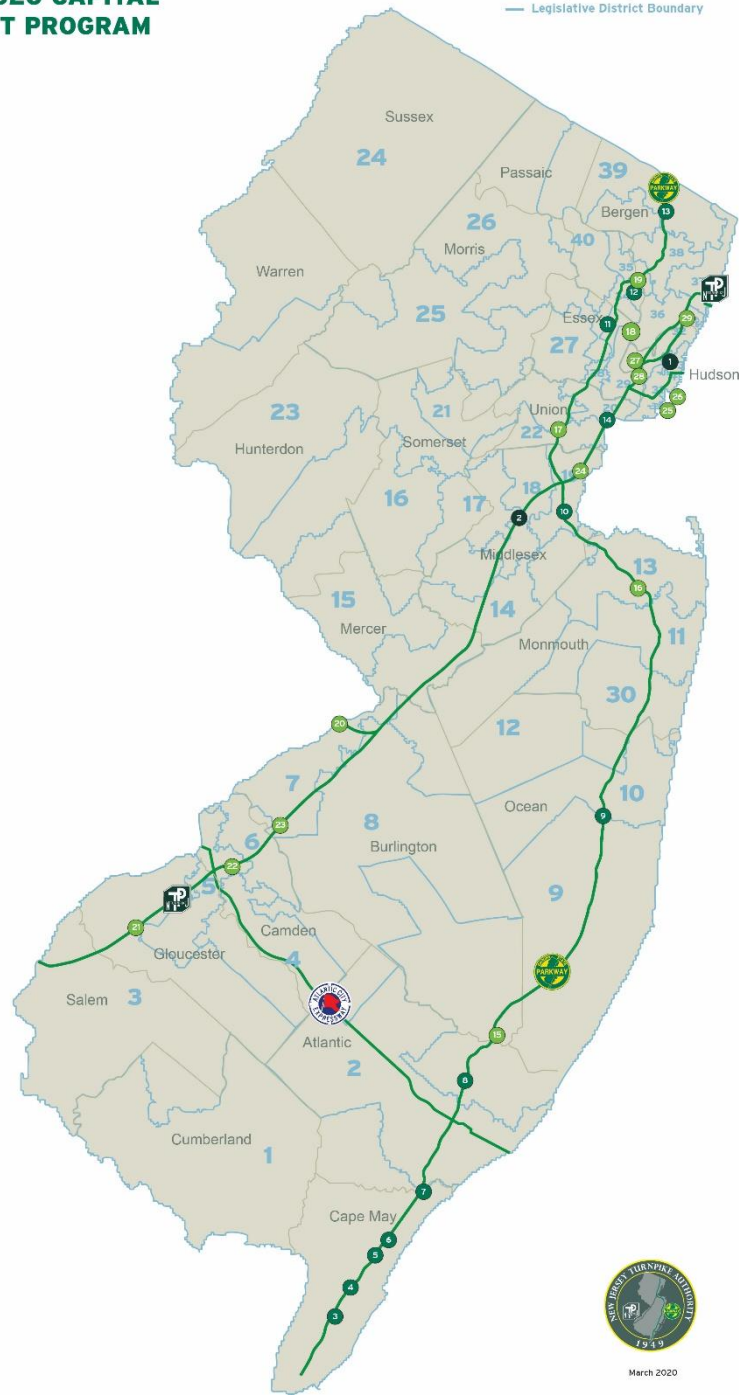 T PROGRAM
Legislative District Boundary
Sussex
24
Passaic
39
PARKWAY
Bergen
13
26
Morris
40
38
Warren
35
19
12
TP
25
Essex
11
36
29
18
27
27
1
28
Hudson
29
26
25
23
21
Union
22
17
14
Hunterdon
Somerset
24
16
17
18
2
10
Middlesex
13
16
15
14
Mercer
11
Monmouth
30
20
12
7
10
Ocean
9
23
8
6
Burlington
22
5
9
21
Camden
Gloucester
4
PARKWAY
Salem
3
ATLANTIC CITY
EXPRESSWAY
15
Atlantic
2
8
Cumberland
1
7
Cape May
6
5
4
3
NEW JERSEY TURNPIKE AUTHORITY
1949
March 2020